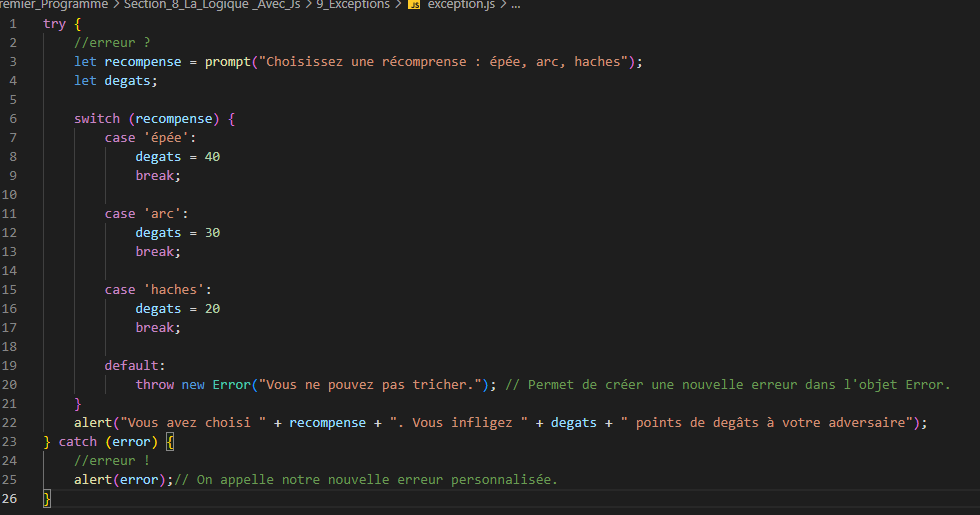 remier_Programme > Section_8_La_Logique _Avec_Js > 9_Exceptions > JS exception.js > ...
1 try {
2 //erreur ?
3 let recompense = prompt("Choisissez une récomprense : épée, arc, haches");
4 let degats;
5
6 switch (recompense) {
7 case 'épée':
8 degats = 40
9 break;
10
11 case 'arc':
12 degats = 30
13 break;
14
15 case 'haches':
16 degats = 20
17 break;
18
19 default:
20 throw new Error("Vous ne pouvez pas tricher."); // Permet de créer une nouvelle erreur dans l'objet Error.
21 }
22 alert("Vous avez choisi " + recompense + ". Vous infligez " + degats + " points de degâts à votre adversaire");
23 } catch (error) {
24 //erreur !
25 alert(error);// On appelle notre nouvelle erreur personnalisée.
26 }